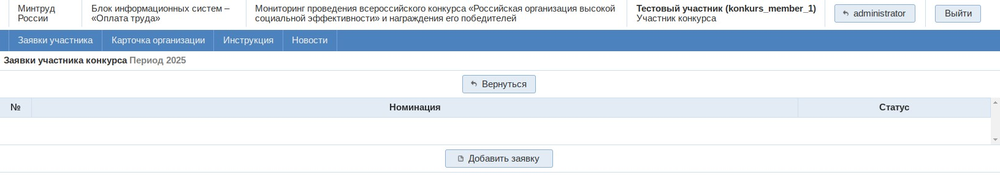 Минтруд
России
Блок информационных систем –
«Оплата труда»
Мониторинг проведения всероссийского конкурса «Российская организация высокой
социальной эффективности» и награждения его победителей
Тестовый участник (konkurs_member_1)
Участник конкурса
administrator
Выйти
Заявки участника
Карточка организации
Инструкция
Новости
Заявки участника конкурса Период 2025
Вернуться
№
Номинация
Статус
Добавить заявку